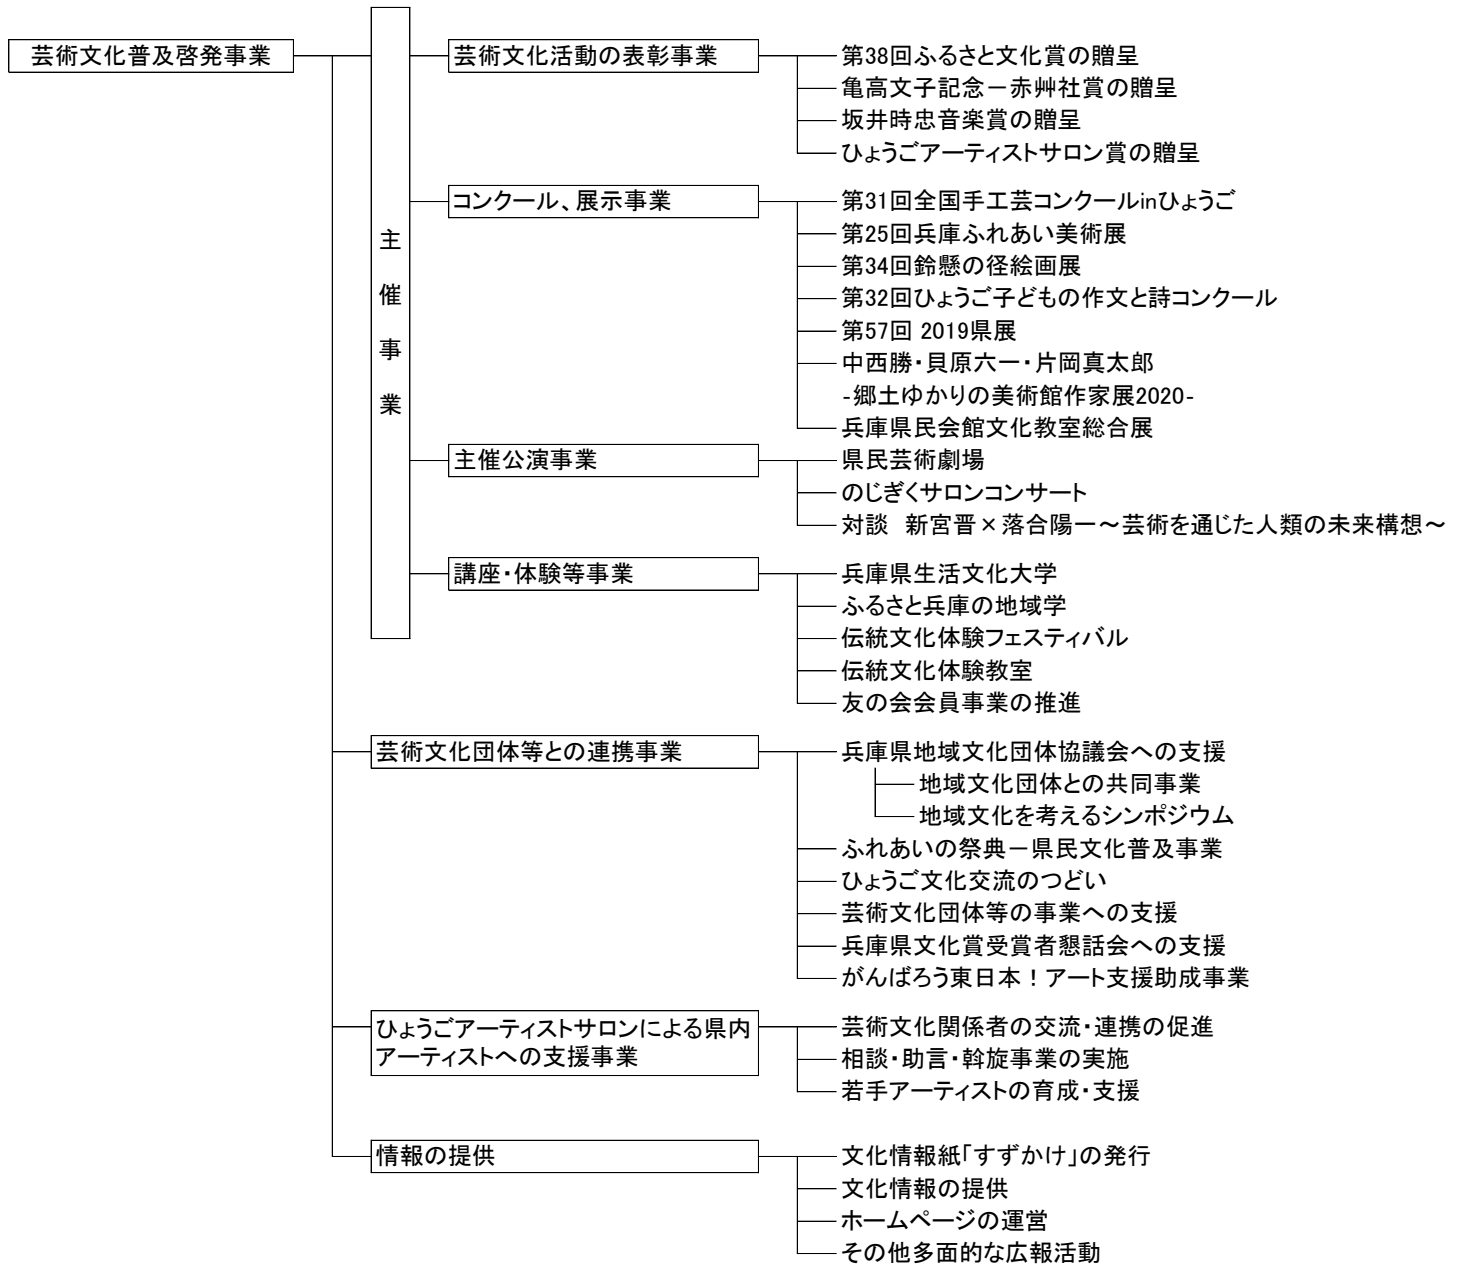 芸術文化普及啓発事業
主催事業
芸術文化活動の表彰事業
第38回ふるさと文化賞の贈呈
亀高文子記念－赤艸社賞の贈呈
坂井時忠音楽賞の贈呈
ひょうごアーティストサロン賞の贈呈
コンクール、展示事業
第31回全国手工芸コンクールinひょうご
第25回兵庫ふれあい美術展
第34回鈴懸の径絵画展
第32回ひょうご子どもの作文と詩コンクール
第57回 2019県展
中西勝・貝原六一・片岡真太郎
-郷土ゆかりの美術館作家展2020-
兵庫県民会館文化教室総合展
主催公演事業
県民芸術劇場
のじぎくサロンコンサート
対談　新宮晋×落合陽一～芸術を通じた人類の未来構想～
講座・体験等事業
兵庫県生活文化大学
ふるさと兵庫の地域学
伝統文化体験フェスティバル
伝統文化体験教室
友の会会員事業の推進
芸術文化団体等との連携事業
兵庫県地域文化団体協議会への支援
地域文化団体との共同事業
地域文化を考えるシンポジウム
ふれあいの祭典－県民文化普及事業
ひょうご文化交流のつどい
芸術文化団体等の事業への支援
兵庫県文化賞受賞者懇話会への支援
がんばろう東日本！アート支援助成事業
ひょうごアーティストサロンによる県内
アーティストへの支援事業
芸術文化関係者の交流・連携の促進
相談・助言・斡旋事業の実施
若手アーティストの育成・支援
情報の提供
文化情報紙「すずかけ」の発行
文化情報の提供
ホームページの運営
その他多面的な広報活動